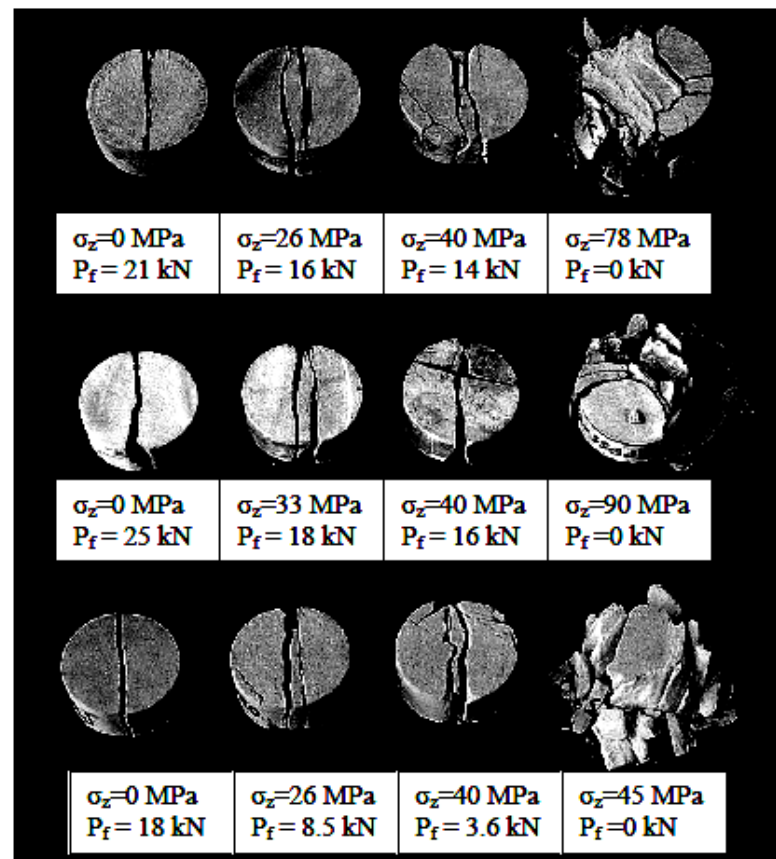 σz=0 MPa
Pf = 21 kN
σz=26 MPa
Pf = 16 kN
σz=40 MPa
Pf = 14 kN
σz=78 MPa
Pf =0 kN
σz=0 MPa
Pf = 25 kN
σz=33 MPa
Pf = 18 kN
σz=40 MPa
Pf = 16 kN
σz=90 MPa
Pf =0 kN
σz=0 MPa
Pf = 18 kN
σz=26 MPa
Pf = 8.5 kN
σz=40 MPa
Pf = 3.6 kN
σz=45 MPa
Pf =0 kN